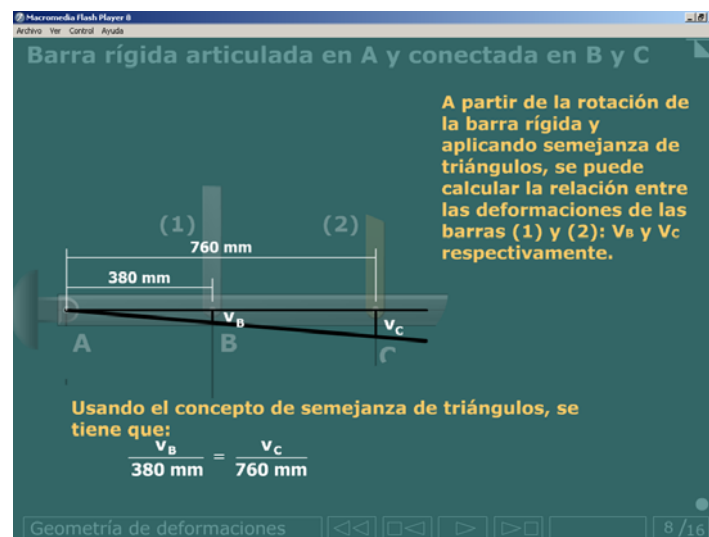 Macromedia Flash Player 8
Archivo Ver Control Ayuda
Barra rígida articulada en A y conectada en B y C
A partir de la rotación de
la barra rígida y
aplicando semejanza de
triángulos, se puede
calcular la relación entre
las deformaciones de las
barras (1) y (2): VB y VC
respectivamente.
(1)
(2)
760 mm
380 mm
vB
vC
A
B
C
Usando el concepto de semejanza de triángulos, se
tiene que:
vB / 380 mm = vC / 760 mm
Geometría de deformaciones
8/16